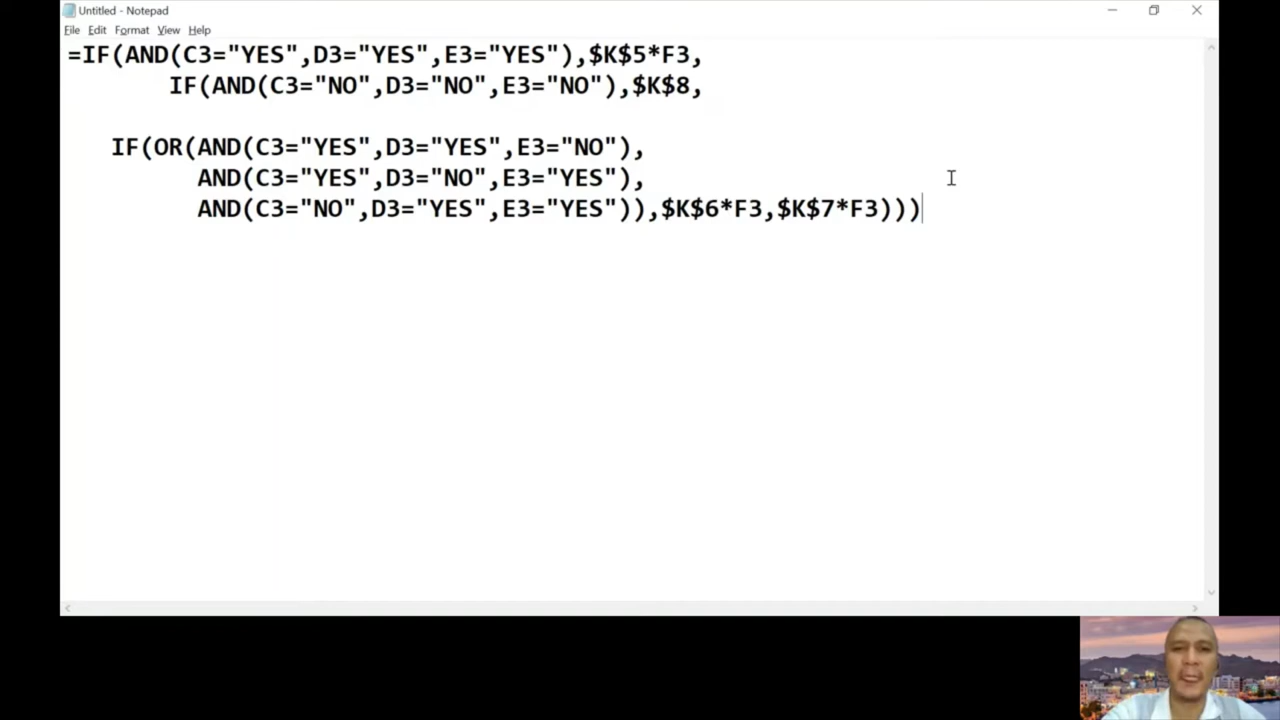 Untitled - Notepad
File Edit Format View Help
=IF(AND(C3="YES",D3="YES",E3="YES"),$K$5*F3,
IF(AND(C3="NO",D3="NO",E3="NO"),$K$8,
IF(OR(AND(C3="YES",D3="YES",E3="NO"),
AND(C3="YES",D3="NO",E3="YES"),
AND(C3="NO",D3="YES",E3="YES")),$K$6*F3,$K$7*F3)))